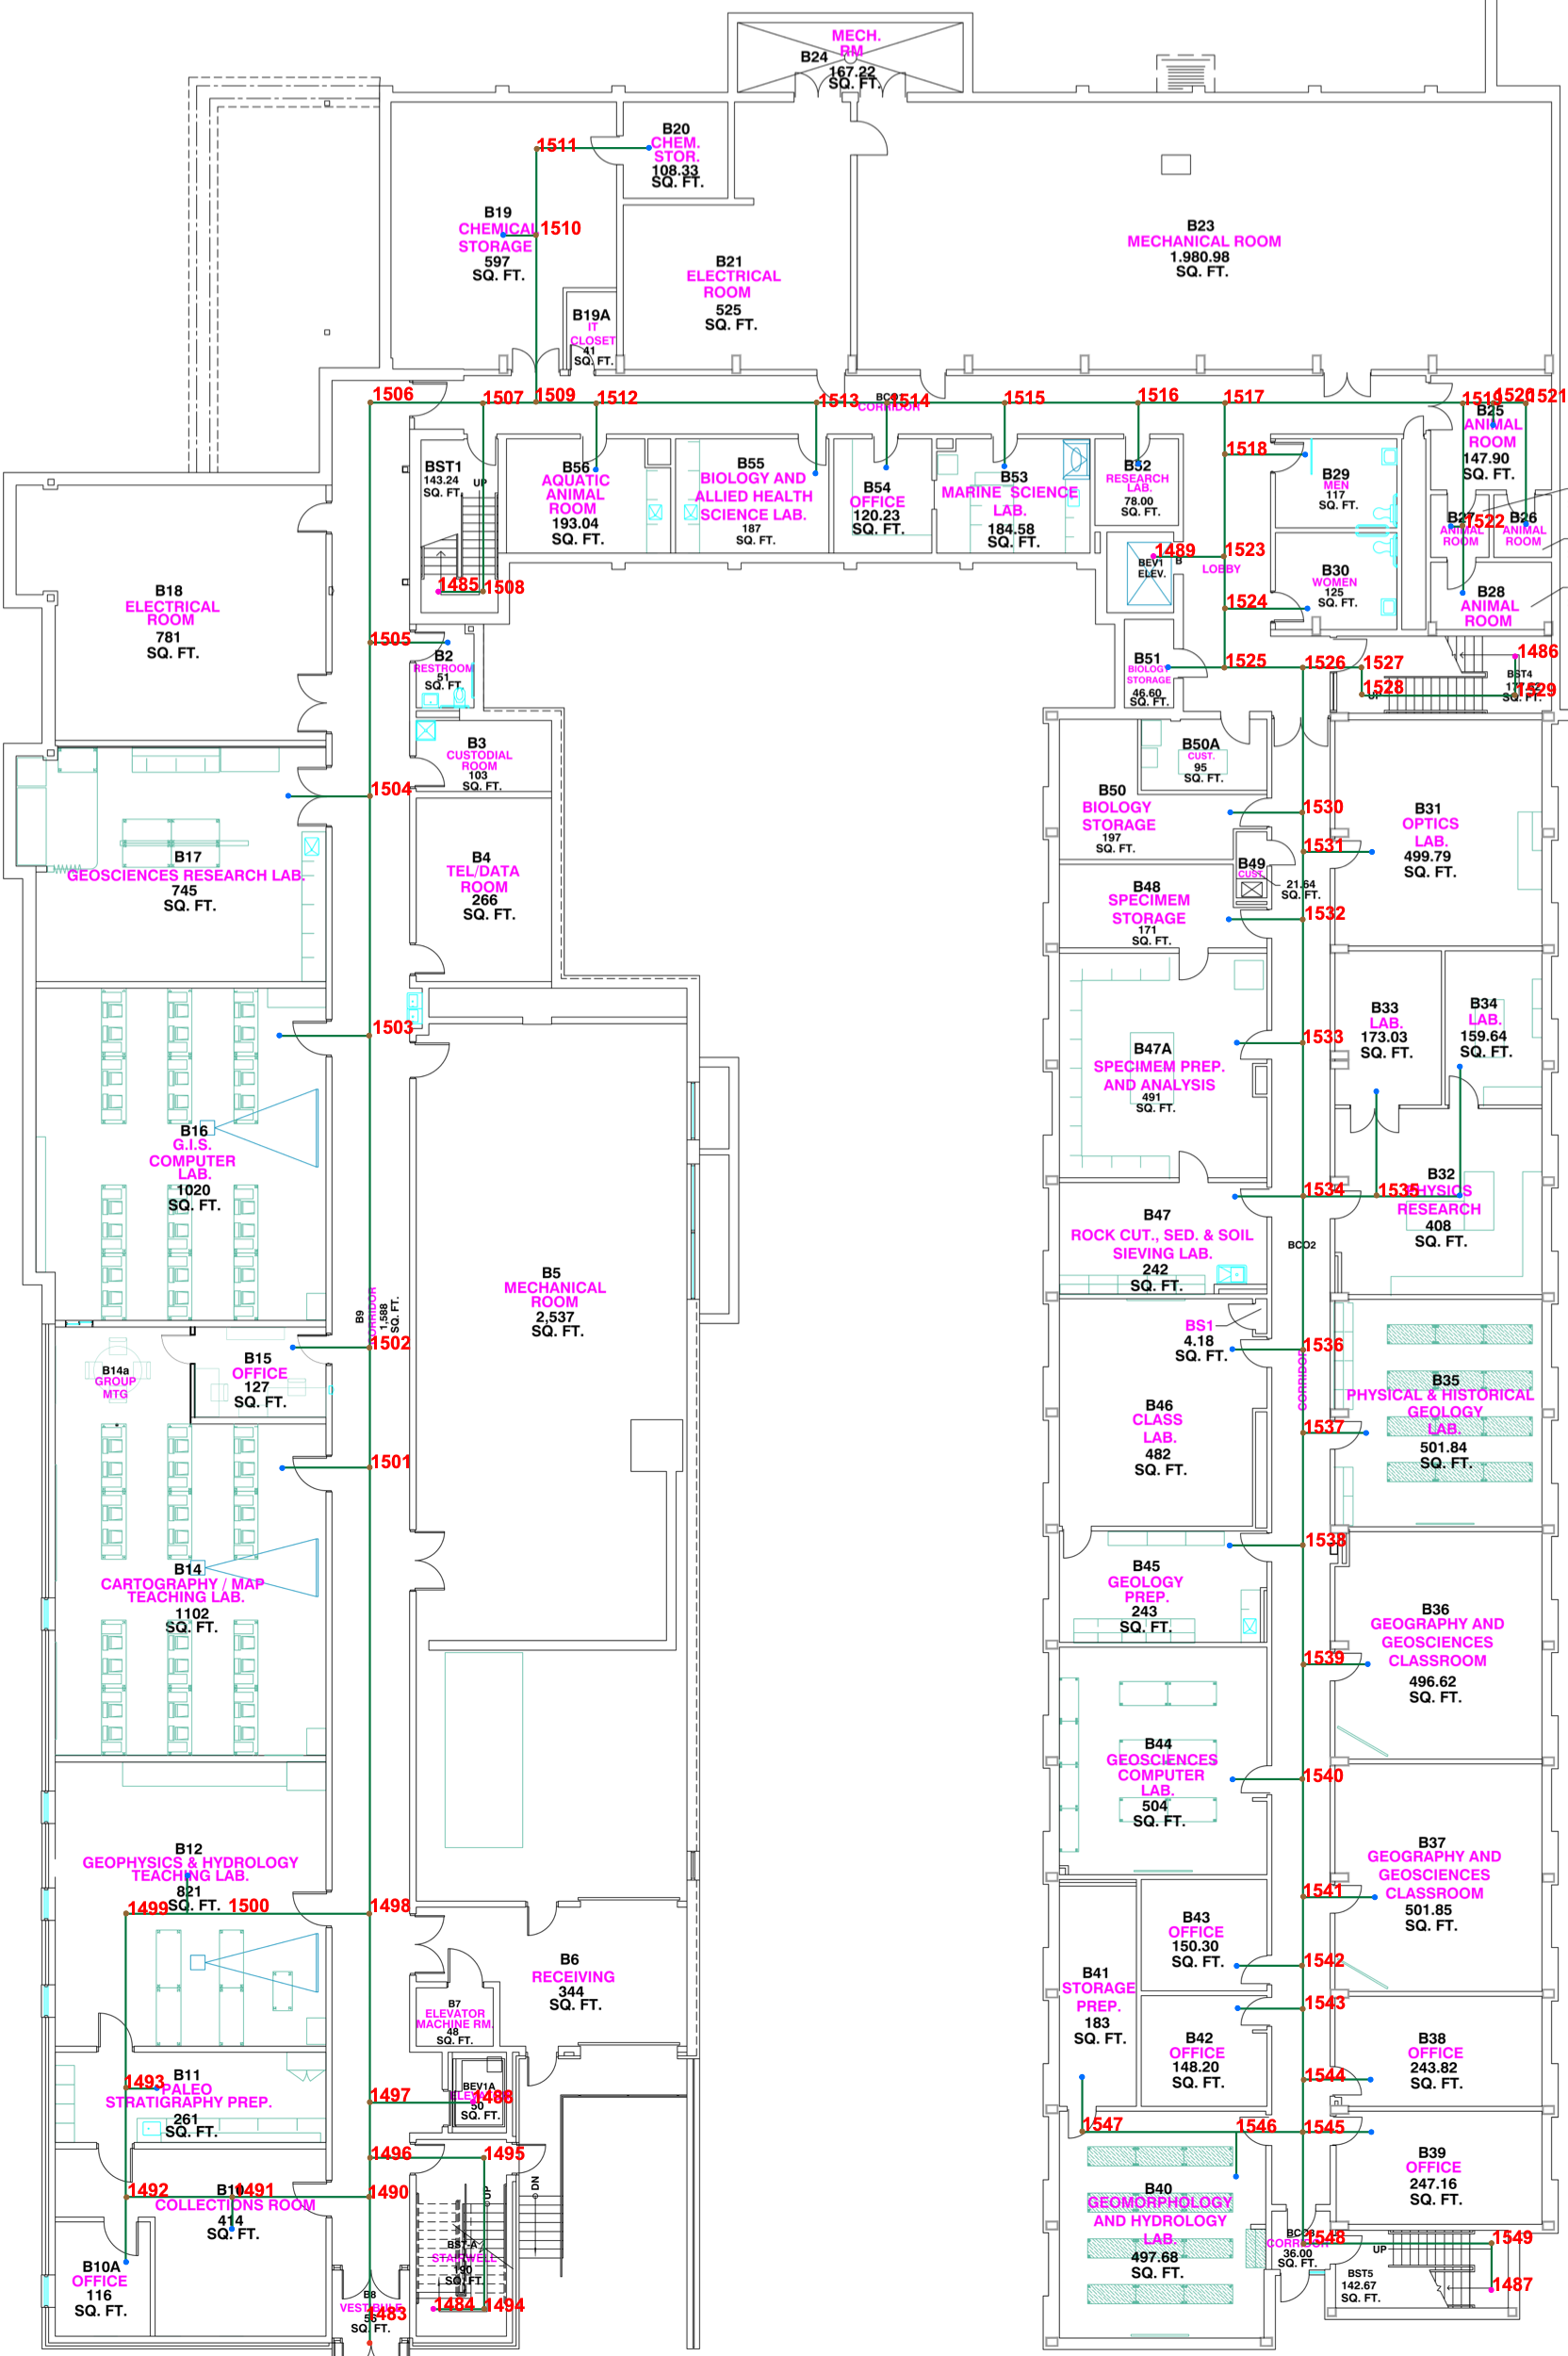 MECH.
RM
B24
167.22
SQ. FT.
B20
CHEM.
STOR.
108.33
SQ. FT.
1511
B19
CHEMICAL
STORAGE
597
SQ. FT.
1510
B21
ELECTRICAL
ROOM
525
SQ. FT.
B23
MECHANICAL ROOM
1.980.98
SQ. FT.
B19A
IT
CLOSET
41
SQ. FT.
1506
1507
1509
1512
1513
1514
CORRIDOR
1515
1516
1517
1519
1520
1521
B25
ANIMAL
ROOM
147.90
SQ. FT.
1518
BST1
143.24
SQ. FT.
UP
B56
AQUATIC
ANIMAL
ROOM
193.04
SQ. FT.
B55
BIOLOGY AND
ALLIED HEALTH
SCIENCE LAB.
187
SQ. FT.
B54
OFFICE
120.23
SQ. FT.
B53
MARINE SCIENCE
LAB.
184.58
SQ. FT.
B52
RESEARCH
LAB.
78.00
SQ. FT.
B29
MEN
117
SQ. FT.
B27
ANIMAL
ROOM
1522
B26
ANIMAL
ROOM
1489
BEV1
ELEV.
B
1523
LOBBY
B30
WOMEN
125
SQ. FT.
B28
ANIMAL
ROOM
1485
1508
1524
B18
ELECTRICAL
ROOM
781
SQ. FT.
1505
B2
RESTROOM
51
SQ. FT.
B51
BIOLOGY
STORAGE
46.60
SQ. FT.
1525
1526
1527
1528
UP
1486
BST4
1529
SQ. FT.
B3
CUSTODIAL
ROOM
103
SQ. FT.
B50A
CUST.
95
SQ. FT.
1504
B50
BIOLOGY
STORAGE
197
SQ. FT.
1530
B31
OPTICS
LAB.
499.79
SQ. FT.
1531
B17
GEOSCIENCES RESEARCH LAB.
745
SQ. FT.
B4
TEL/DATA
ROOM
266
SQ. FT.
B49
CUST.
21.64
SQ. FT.
B48
SPECIMEM
STORAGE
171
SQ. FT.
1532
1503
B33
LAB.
173.03
SQ. FT.
B34
LAB.
159.64
SQ. FT.
1533
B47A
SPECIMEM PREP.
AND ANALYSIS
491
SQ. FT.
B16
G.I.S.
COMPUTER
LAB.
1020
SQ. FT.
1534
1535
B32
PHYSICS
RESEARCH
408
SQ. FT.
B47
ROCK CUT., SED. & SOIL
SIEVING LAB.
242
SQ. FT.
BCO2
B5
MECHANICAL
ROOM
2,537
SQ. FT.
B9
CORRIDOR
1,588
SQ. FT.
1502
BS1
4.18
SQ. FT.
1536
CORRIDOR
B14a
GROUP
MTG
B15
OFFICE
127
SQ. FT.
B35
PHYSICAL & HISTORICAL
GEOLOGY
LAB.
501.84
SQ. FT.
B46
CLASS
LAB.
482
SQ. FT.
1537
1501
1538
B14
CARTOGRAPHY / MAP
TEACHING LAB.
1102
SQ. FT.
B45
GEOLOGY
PREP.
243
SQ. FT.
B36
GEOGRAPHY AND
GEOSCIENCES
CLASSROOM
496.62
SQ. FT.
1539
B44
GEOSCIENCES
COMPUTER
LAB.
504
SQ. FT.
1540
B12
GEOPHYSICS & HYDROLOGY
TEACHING LAB.
821
SQ. FT.
1499
1500
1498
B37
GEOGRAPHY AND
GEOSCIENCES
CLASSROOM
501.85
SQ. FT.
1541
B43
OFFICE
150.30
SQ. FT.
1542
B6
RECEIVING
344
SQ. FT.
B41
STORAGE
PREP.
183
SQ. FT.
B7
ELEVATOR
MACHINE RM.
48
SQ. FT.
1543
B42
OFFICE
148.20
SQ. FT.
B38
OFFICE
243.82
SQ. FT.
1544
B11
PALEO
STRATIGRAPHY PREP.
261
SQ. FT.
1493
1497
BEV1A
1488
50
SQ. FT.
1547
1546
1545
1496
1495
B39
OFFICE
247.16
SQ. FT.
1492
1491
1490
COLLECTIONS ROOM
414
SQ. FT.
UP
DN
B40
GEOMORPHOLOGY
AND HYDROLOGY
LAB.
497.68
SQ. FT.
STAIRWELL
190
SQ. FT.
1548
36.00
SQ. FT.
UP
1549
B10A
OFFICE
116
SQ. FT.
BST5
142.67
SQ. FT.
1487
B8
VESTIBULE
1483
56
SQ. FT.
1484
1494